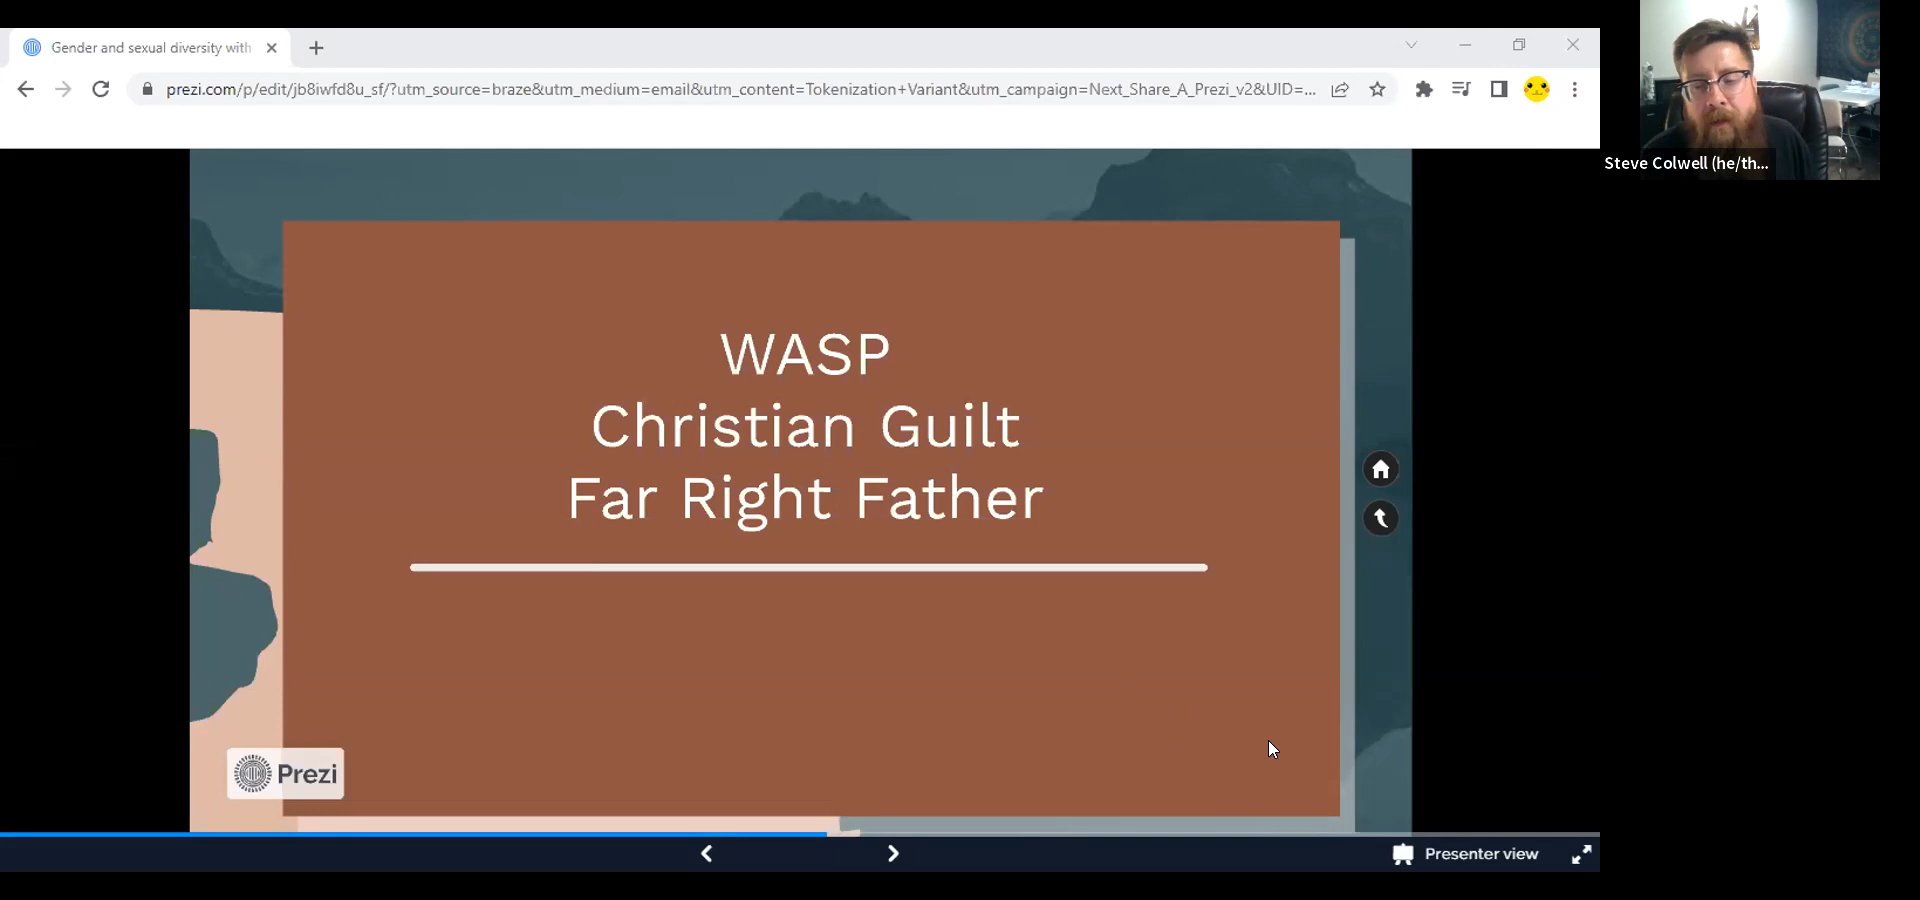 Gender and sexual diversity with
prezi.com/p/edit/jb8iwfd8u_sf/?utm_source=braze&utm_medium=email&utm_content=Tokenization+Variant&utm_campaign=Next_Share_A_Prezi_v2&UID=...
Steve Colwell (he/th...
WASP
Christian Guilt
Far Right Father
Prezi
Presenter view